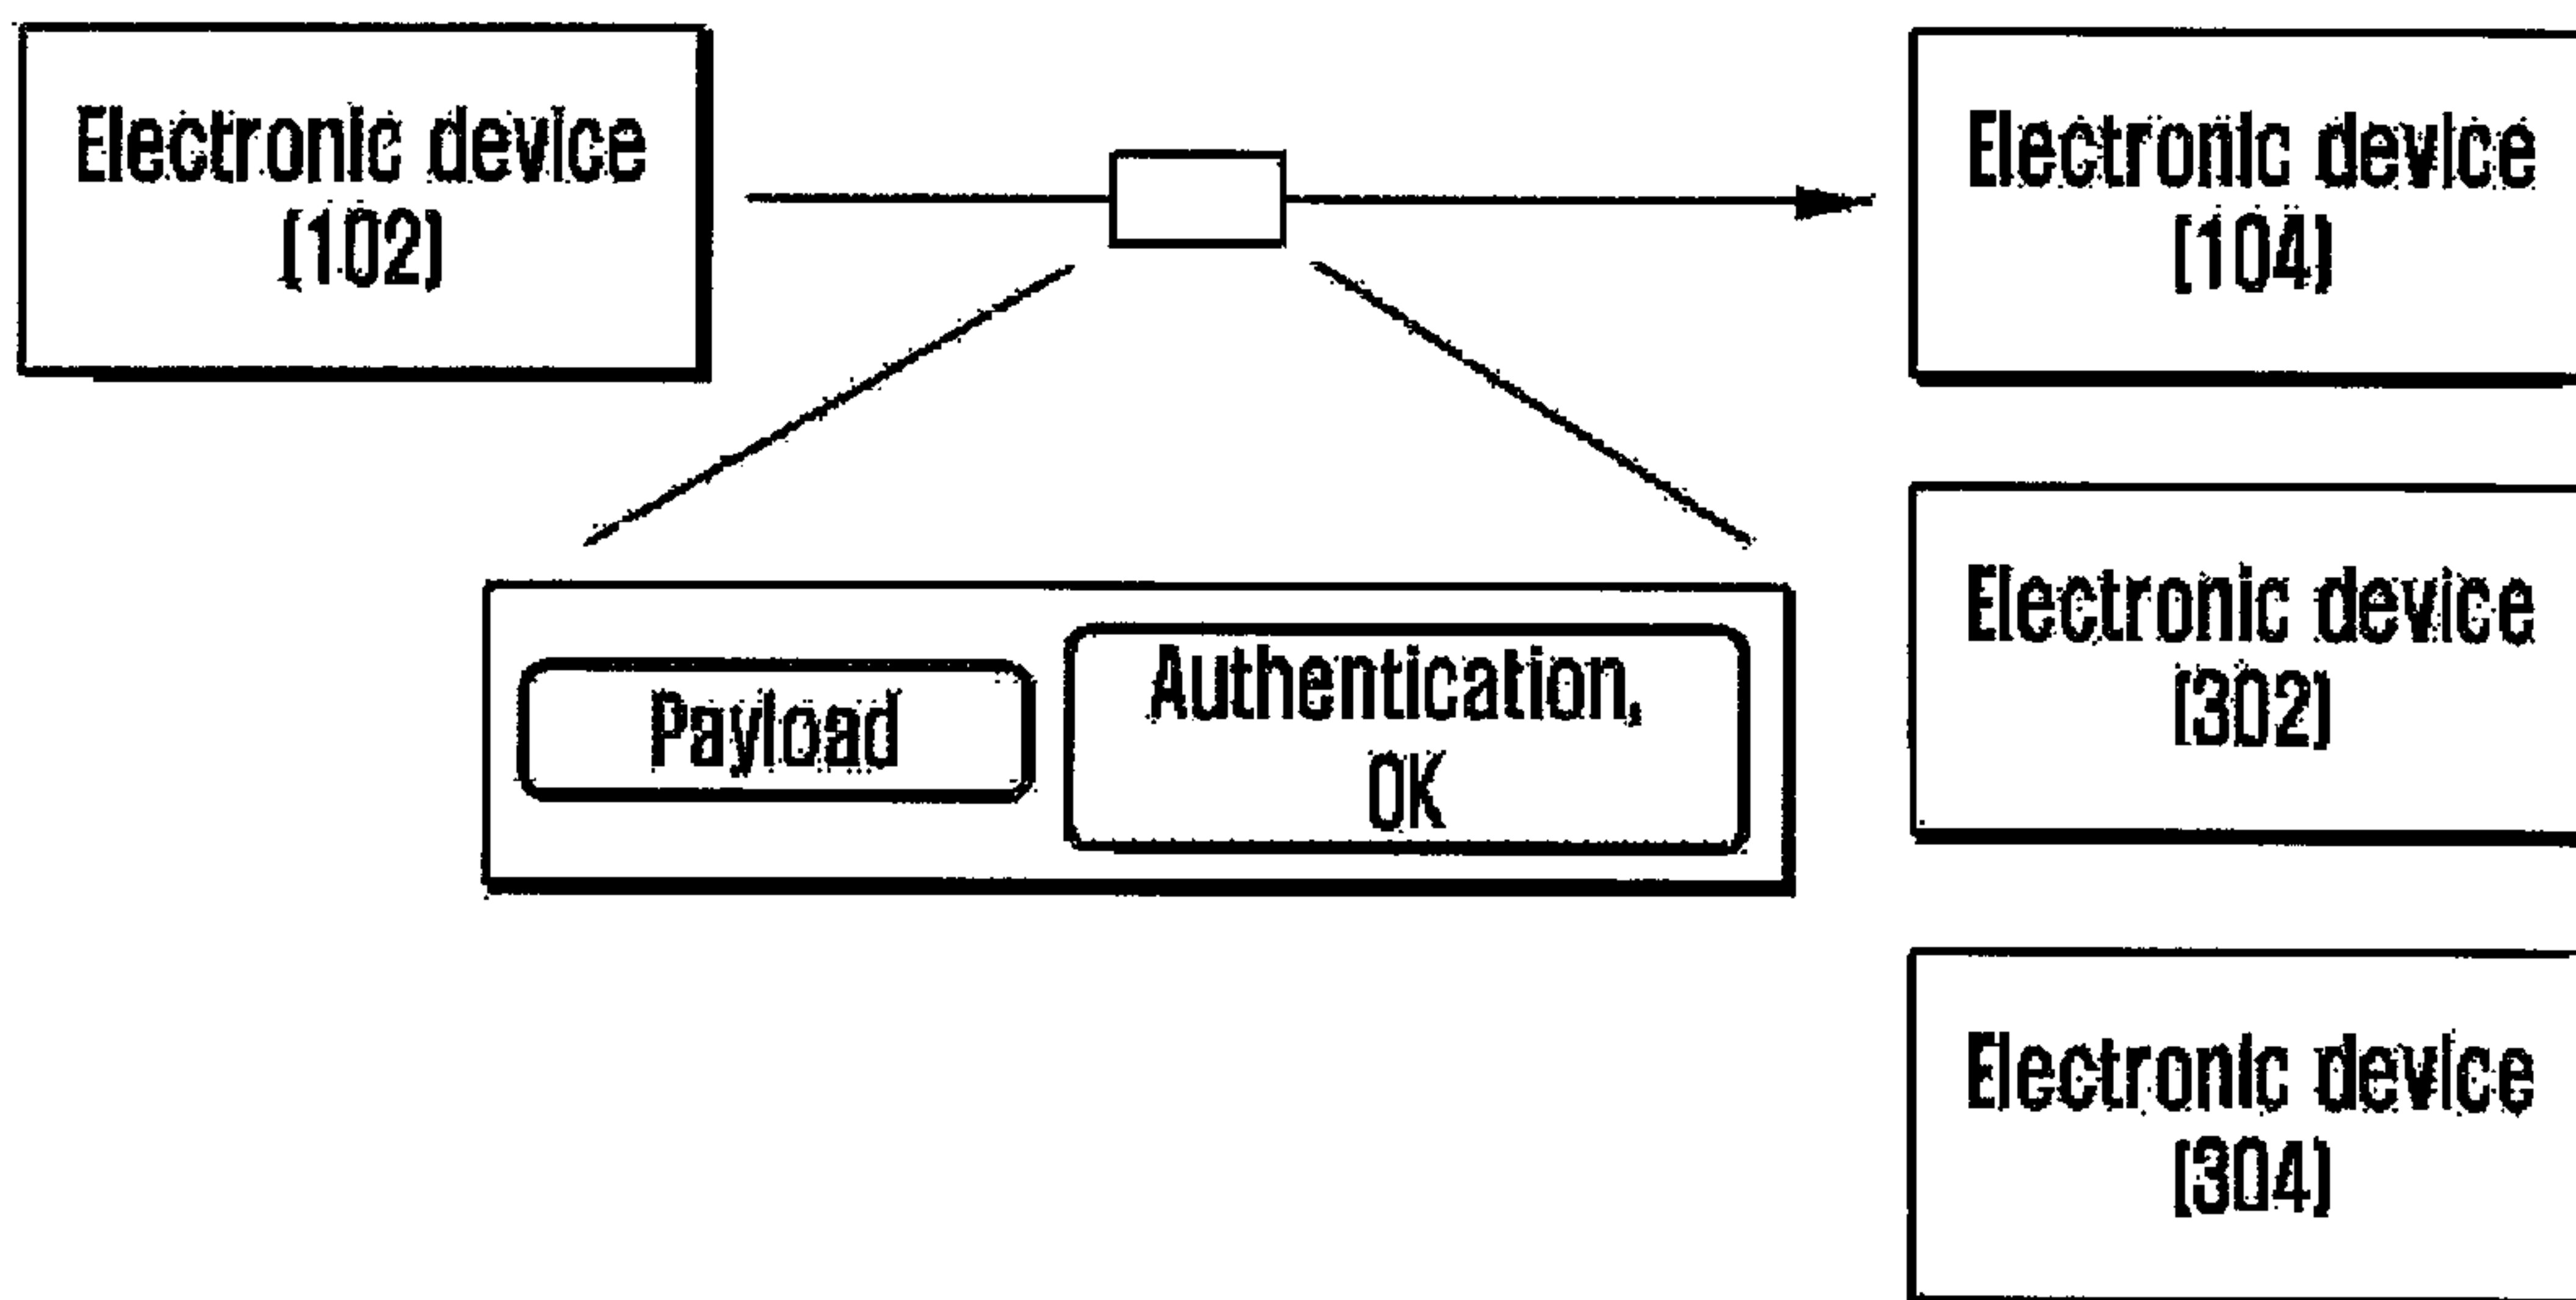 Electronic device
(102)
Electronic device
(104)
Payload
Authentication,
OK
Electronic device
(302)
Electronic device
(304)